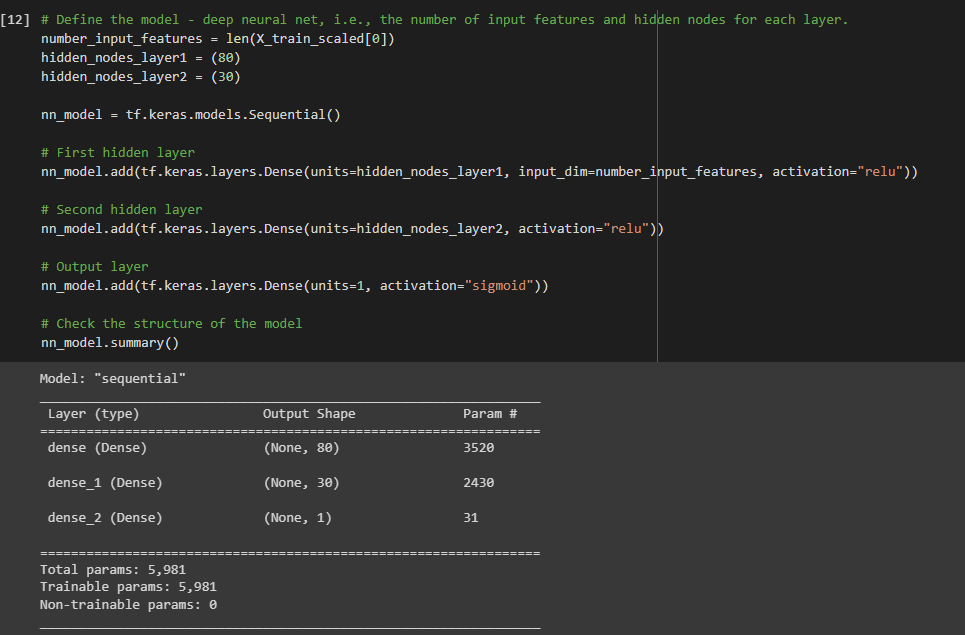 [12] # Define the model - deep neural net, i.e., the number of input features and hidden nodes for each layer.
number_input_features = len(X_train_scaled[0])
hidden_nodes_layer1 = (80)
hidden_nodes_layer2 = (30)
nn_model = tf.keras.models.Sequential()
# First hidden layer
nn_model.add(tf.keras.layers.Dense(units=hidden_nodes_layer1, input_dim=number_input_features, activation="relu"))
# Second hidden layer
nn_model.add(tf.keras.layers.Dense(units=hidden_nodes_layer2, activation="relu"))
# Output layer
nn_model.add(tf.keras.layers.Dense(units=1, activation="sigmoid"))
# Check the structure of the model
nn_model.summary()
Model: "sequential"
Layer (type) Output Shape Param #
dense (Dense) (None, 80) 3520
dense_1 (Dense) (None, 30) 2430
dense_2 (Dense) (None, 1) 31
Total params: 5,981
Trainable params: 5,981
Non-trainable params: 0